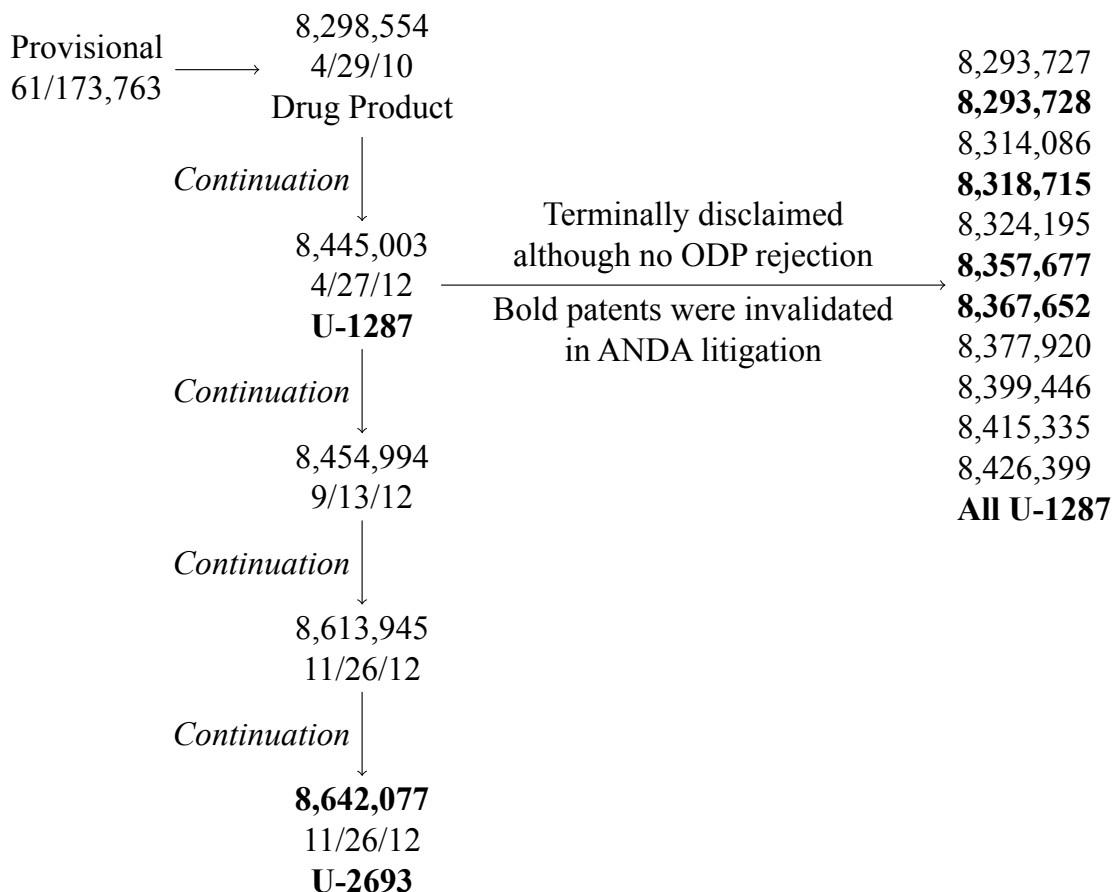 Provisional
61/173,763
8,298,554
4/29/10
Drug Product
Continuation
8,445,003
4/27/12
U-1287
Terminally disclaimed
although no ODP rejection
Bold patents were invalidated
in ANDA litigation
8,293,727
8,293,728
8,314,086
8,318,715
8,324,195
8,357,677
8,367,652
8,377,920
8,399,446
8,415,335
8,426,399
All U-1287
Continuation
8,454,994
9/13/12
Continuation
8,613,945
11/26/12
Continuation
8,642,077
11/26/12
U-2693